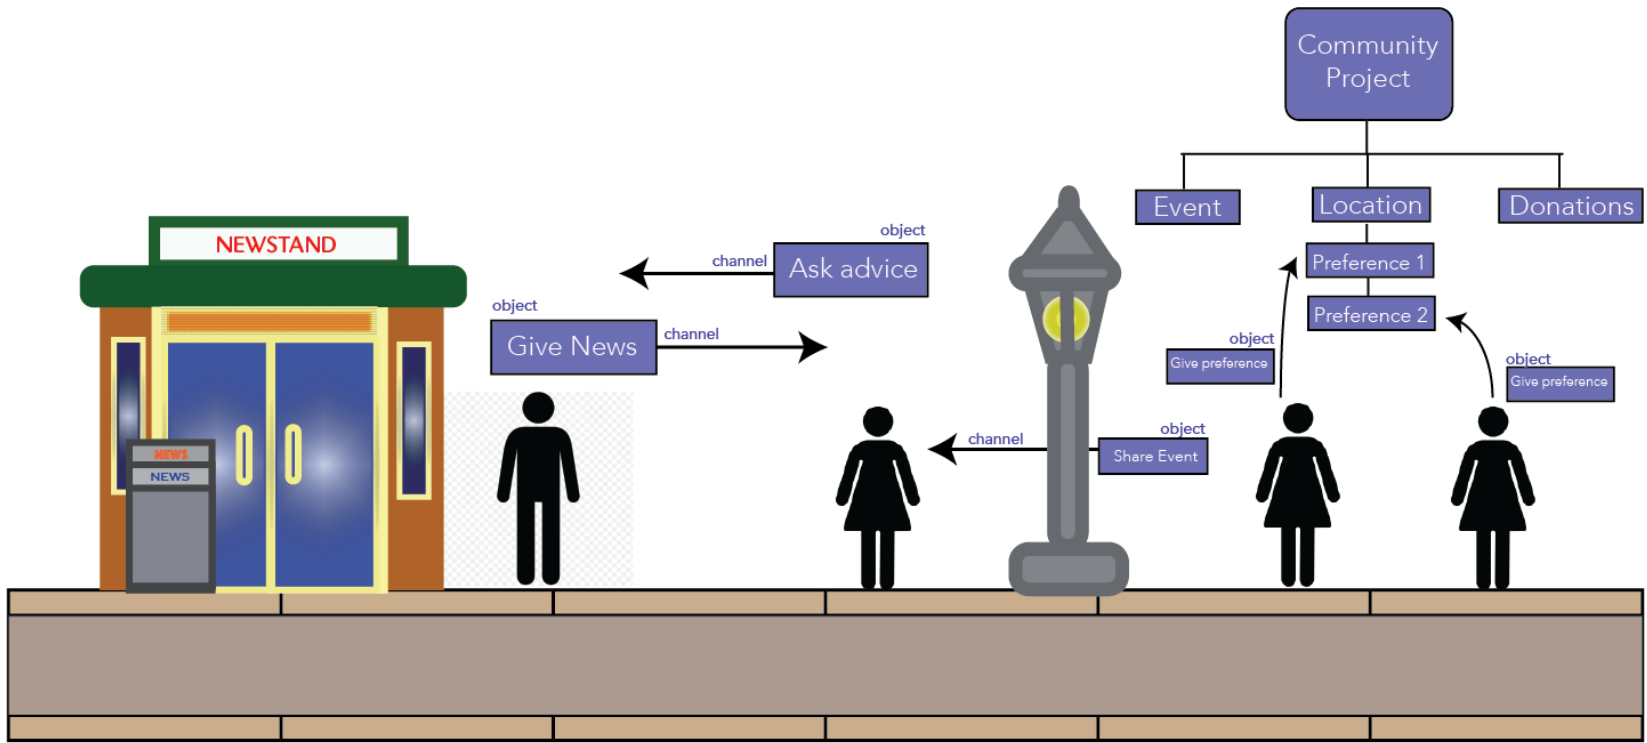 Community
Project
Event
Location
Donations
Preference 1
Preference 2
object
Give preference
object
Give preference
NEWSTAND
object
channel
Ask advice
object
Give News
channel
channel
object
Share Event
NEWS
NEWS